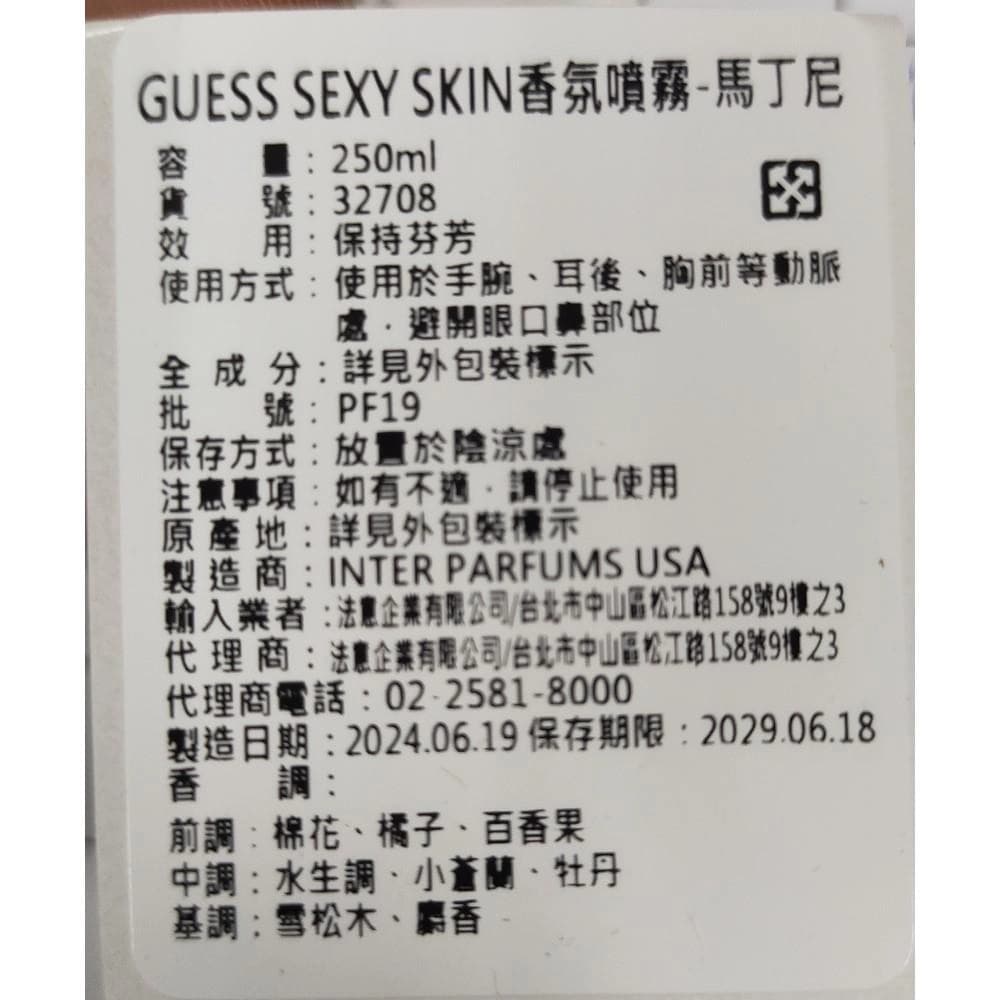 GUESS SEXY SKIN香氛噴霧-馬丁尼
容量:250ml
貨號:32708
效用:保持芬芳
使用方式:使用於手腕、耳後、胸前等動脈
處,避開眼口鼻部位
全成分:詳見外包裝標示
批號:PF19
保存方式:放置於陰涼處
注意事項:如有不適,請停止使用
原產地:詳見外包裝標示
製造商:INTER PARFUMS USA
輸入業者:法意企業有限公司/台北市中山區松江路158號9樓之3
代理商:法意企業有限公司/台北市中山區松江路158號9樓之3
代理商電話:02-2581-8000
製造日期:2024.06.19 保存期限:2029.06.18
香調:
前調:棉花、橘子、百香果
中調:水生調、小蒼蘭、牡丹
基調:雪松木、麝香